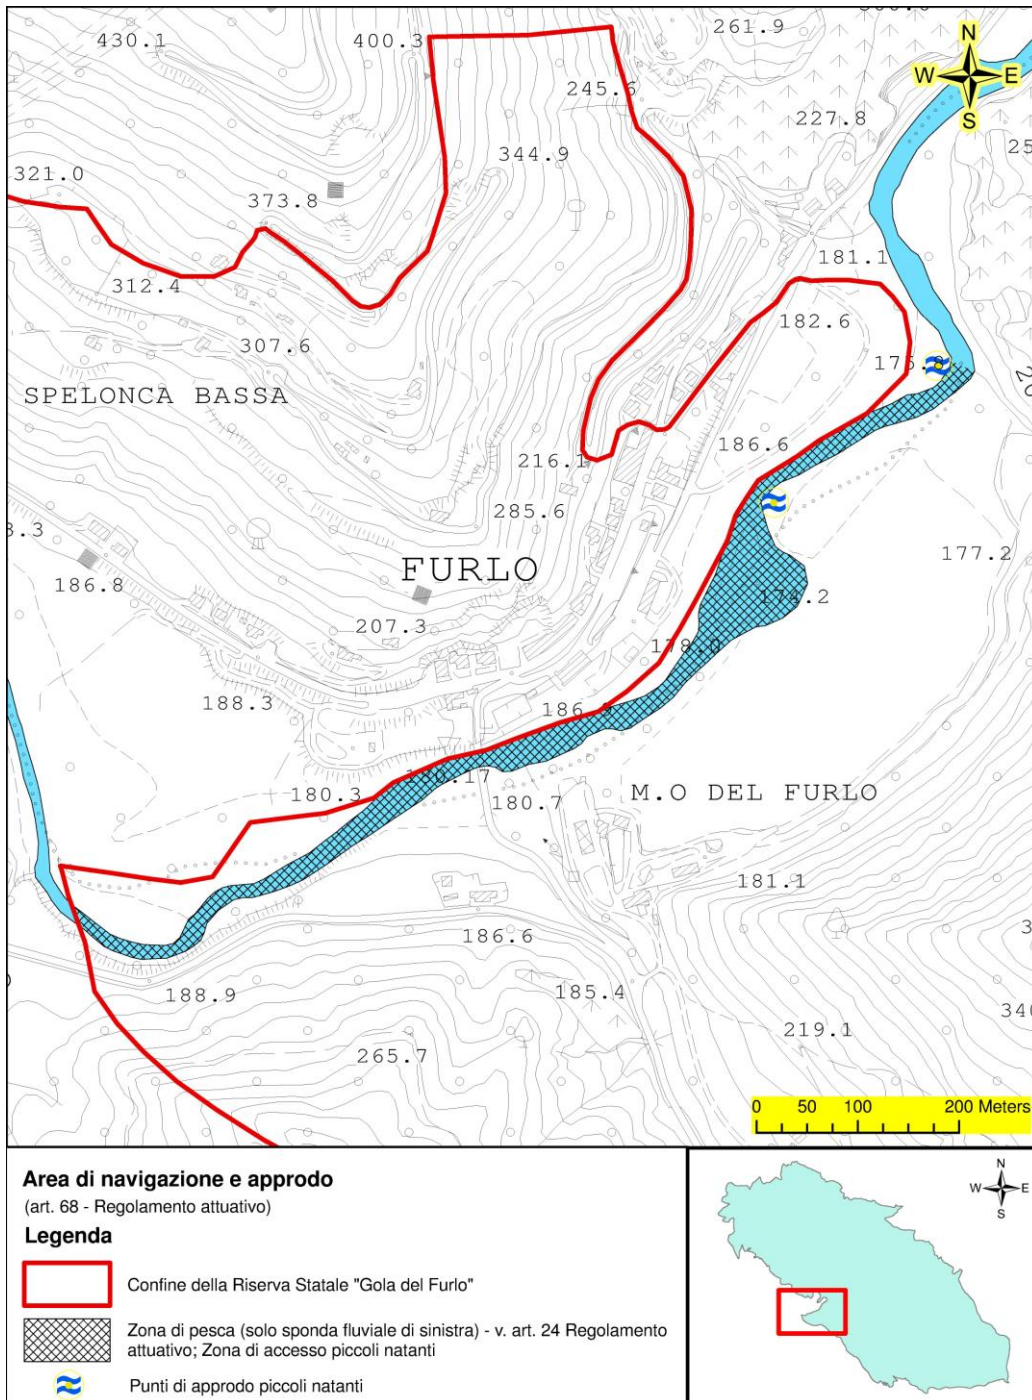 430.1
400.3
261.9
N
W E
S
245.6
227.8
344.9
321.0
373.8
181.1
312.4
182.6
307.6
SPELONCA BASSA
186.6
216.1
285.6
177.2
FURLO
186.8
174.2
207.3
178.0
188.3
M.O DEL FURLO
180.3
180.7
181.1
186.6
188.9
185.4
219.1
265.7
0 50 100 200 Meters
Area di navigazione e approdo
(art. 68 - Regolamento attuativo)
Legenda
Confine della Riserva Statale "Gola del Furlo"
Zona di pesca (solo sponda fluviale di sinistra) - v. art. 24 Regolamento
attuativo; Zona di accesso piccoli natanti
Punti di approdo piccoli natanti
N
W E
S